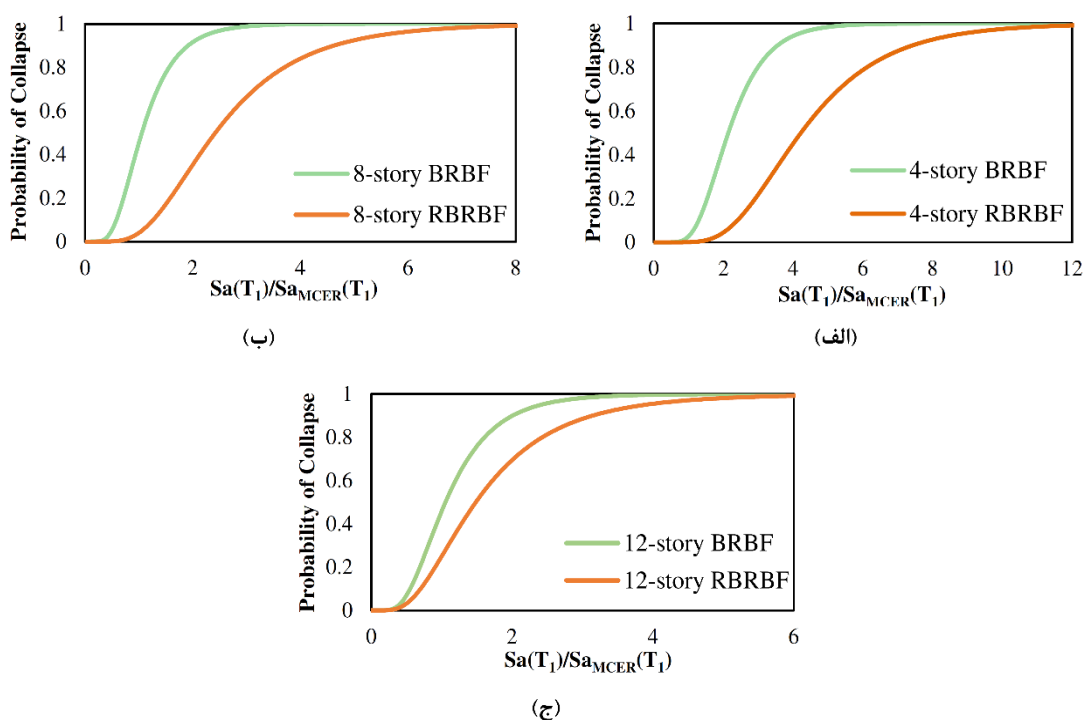 Probability of Collapse
1
0.8
0.6
0.4
0.2
0
8-story BRBF
8-story RBRBF
0 2 4 6 8
Sa(T₁)/Sa_MCER(T₁)
(ب)
Probability of Collapse
1
0.8
0.6
0.4
0.2
0
4-story BRBF
4-story RBRBF
0 2 4 6 8 10 12
Sa(T₁)/Sa_MCER(T₁)
(الف)
Probability of Collapse
1
0.8
0.6
0.4
0.2
0
12-story BRBF
12-story RBRBF
0 2 4 6
Sa(T₁)/Sa_MCER(T₁)
(ج)